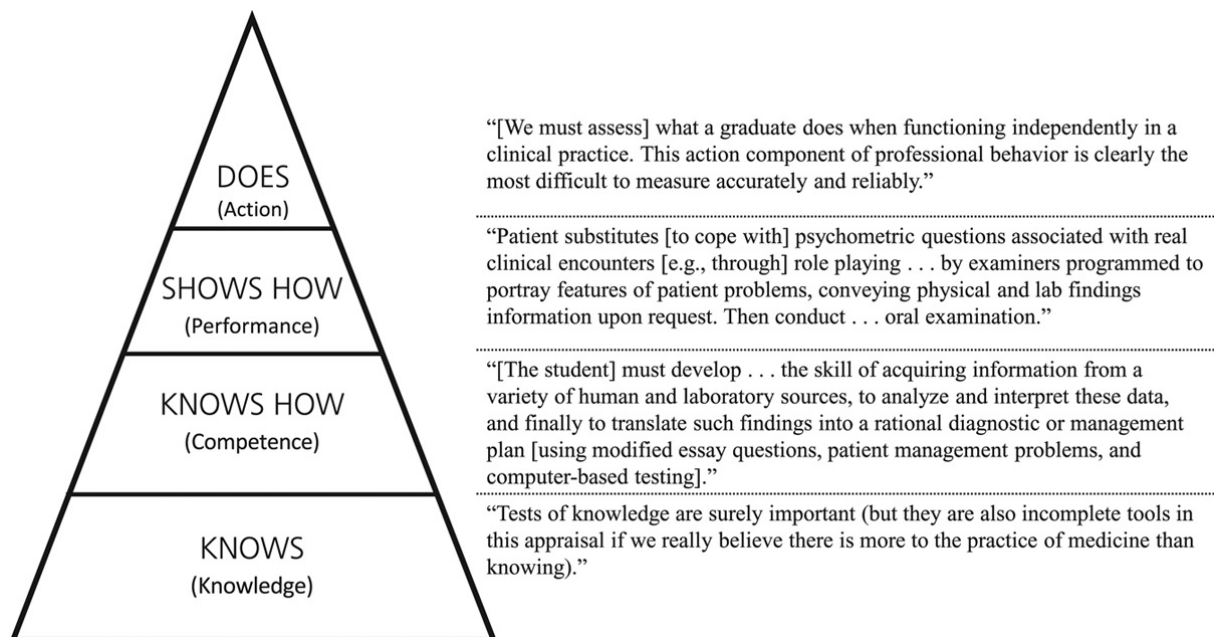 DOES
(Action)
“[We must assess] what a graduate does when functioning independently in a
clinical practice. This action component of professional behavior is clearly the
most difficult to measure accurately and reliably.”
SHOWS HOW
(Performance)
“Patient substitutes [to cope with] psychometric questions associated with real
clinical encounters [e.g., through] role playing . . . by examiners programmed to
portray features of patient problems, conveying physical and lab findings
information upon request. Then conduct . . . oral examination.”
KNOWS HOW
(Competence)
“[The student] must develop . . . the skill of acquiring information from a
variety of human and laboratory sources, to analyze and interpret these data,
and finally to translate such findings into a rational diagnostic or management
plan [using modified essay questions, patient management problems, and
computer-based testing].”
KNOWS
(Knowledge)
“Tests of knowledge are surely important (but they are also incomplete tools in
this appraisal if we really believe there is more to the practice of medicine than
knowing).”